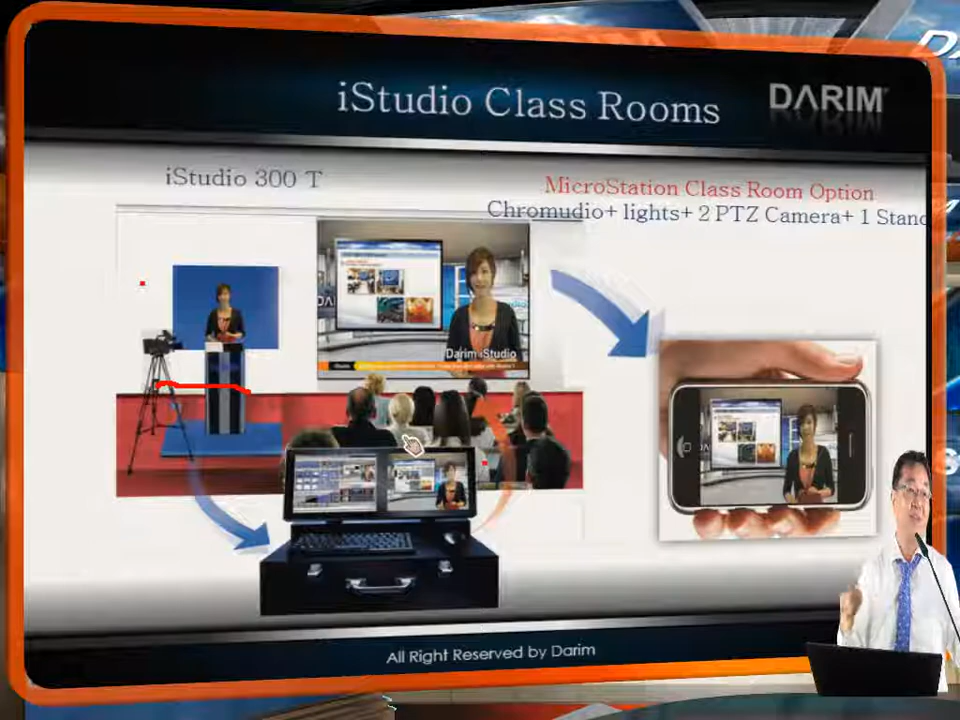 iStudio Class Rooms
DARIM
iStudio 300 T
MicroStation Class Room Option
Chromudio+ lights+ 2 PTZ Camera+ 1 Stand
Darim iStudio
All Right Reserved by Darim